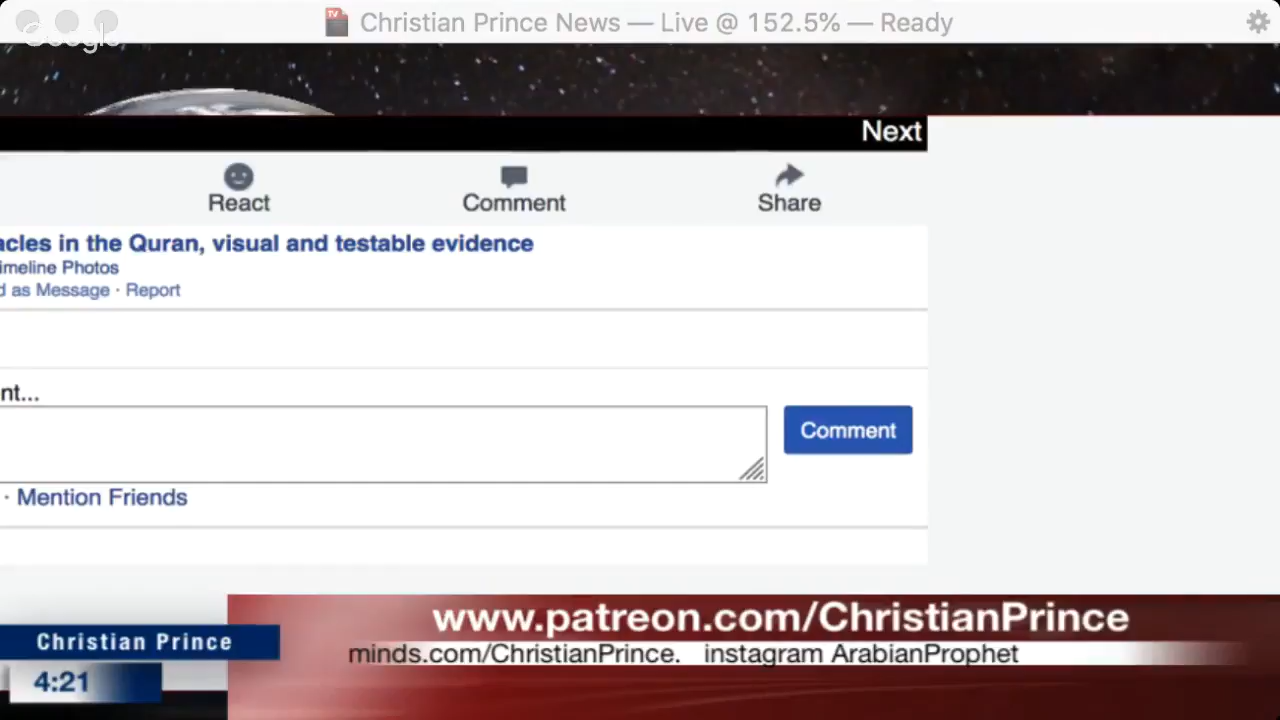 Christian Prince News — Live @ 152.5% — Ready
Google
Next
React
Comment
Share
acles in the Quran, visual and testable evidence
imeline Photos
d as Message · Report
nt...
Comment
· Mention Friends
www.patreon.com/ChristianPrince
Christian Prince
minds.com/ChristianPrince. instagram ArabianProphet
4:21